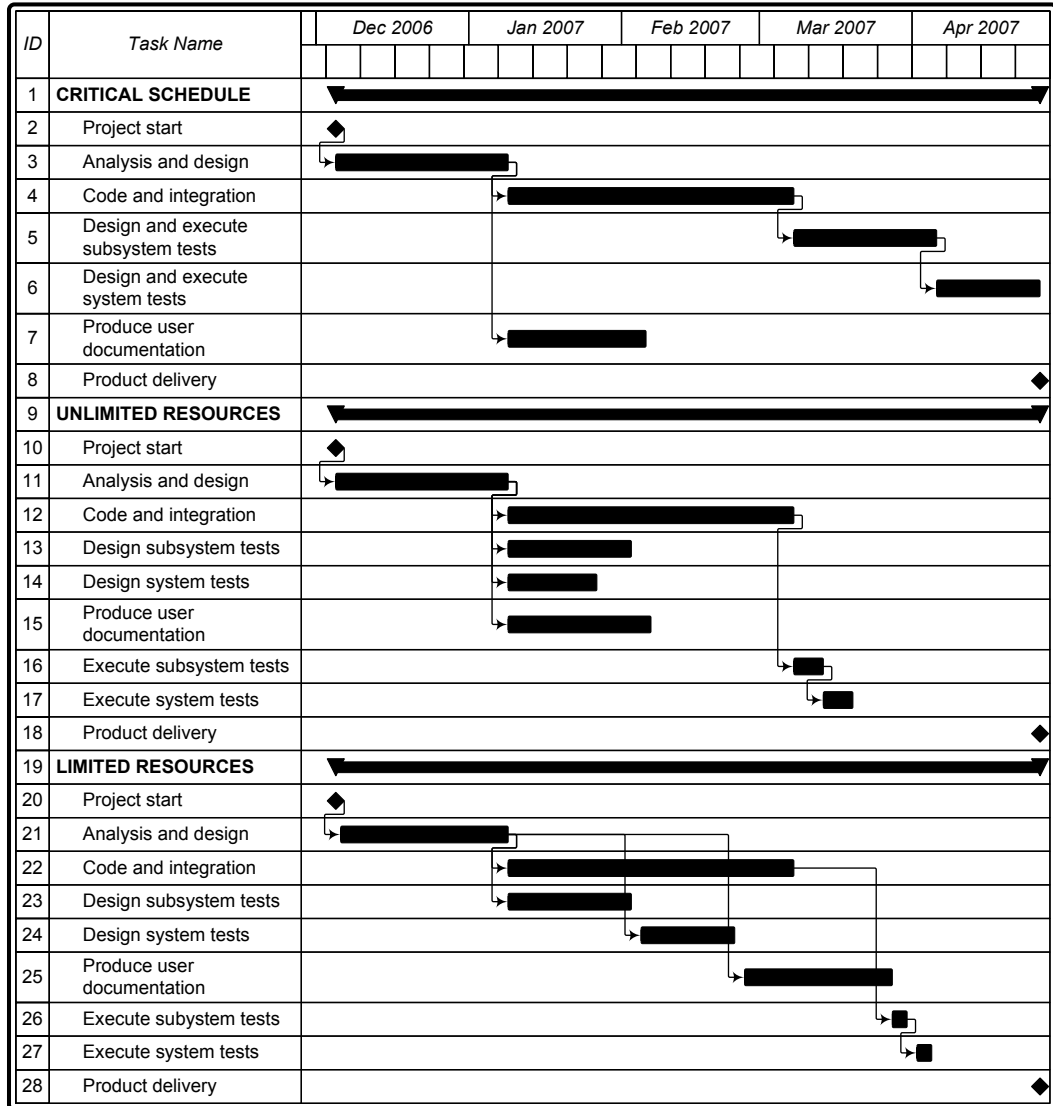 ID Task Name Dec 2006 Jan 2007 Feb 2007 Mar 2007 Apr 2007
1 CRITICAL SCHEDULE
2 Project start
3 Analysis and design
4 Code and integration
5 Design and execute
subsystem tests
6 Design and execute
system tests
7 Produce user
documentation
8 Product delivery
9 UNLIMITED RESOURCES
10 Project start
11 Analysis and design
12 Code and integration
13 Design subsystem tests
14 Design system tests
15 Produce user
documentation
16 Execute subsystem tests
17 Execute system tests
18 Product delivery
19 LIMITED RESOURCES
20 Project start
21 Analysis and design
22 Code and integration
23 Design subsystem tests
24 Design system tests
25 Produce user
documentation
26 Execute subystem tests
27 Execute system tests
28 Product delivery